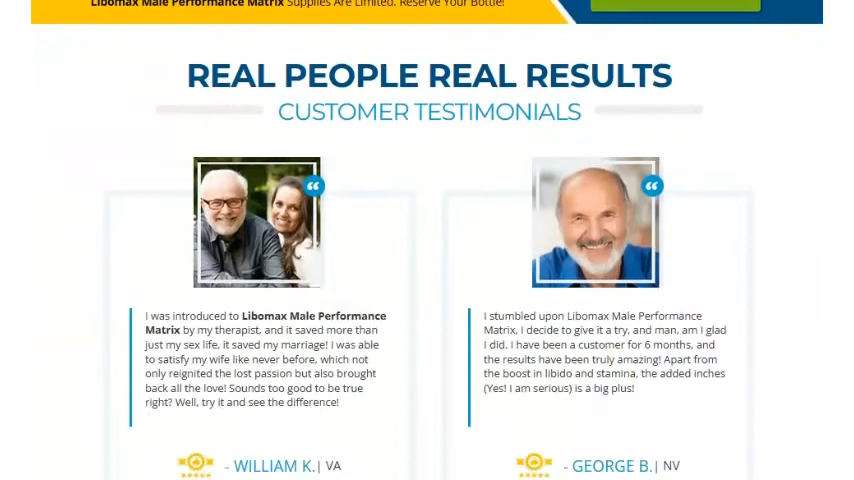 Libomax Male Performance Matrix Supplies Are Limited. Reserve Your Bottle!
REAL PEOPLE REAL RESULTS
CUSTOMER TESTIMONIALS
I was introduced to Libomax Male Performance
Matrix by my therapist, and it saved more than
just my sex life, it saved my marriage! I was able
to satisfy my wife like never before, which not
only reignited the lost passion but also brought
back all the love! Sounds too good to be true
right? Well, try it and see the difference!
- WILLIAM K.| VA
I stumbled upon Libomax Male Performance
Matrix, I decide to give it a try, and man, am I glad
I did. I have been a customer for 6 months, and
the results have been truly amazing! Apart from
the boost in libido and stamina, the added inches
(Yes! I am serious) is a big plus!
- GEORGE B.| NV